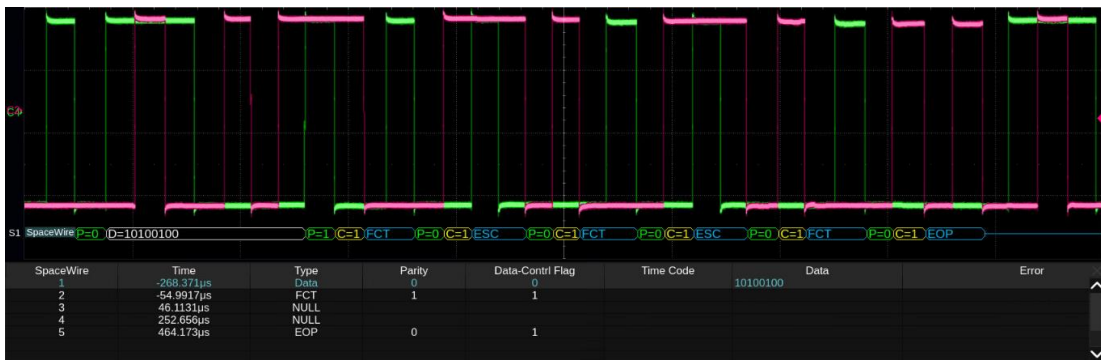 C4
S1 SpaceWire P=0 D=10100100 P=1 C=1 FCT P=0 C=1 ESC P=0 C=1 FCT P=0 C=1 ESC P=0 C=1 FCT P=0 C=1 EOP
SpaceWire Time Type Parity Data-Contrl Flag Time Code Data Error
1 -268.371µs Data 0 0 10100100
2 -54.9917µs FCT 1 1
3 46.1131µs NULL
4 252.656µs NULL
5 464.173µs EOP 0 1